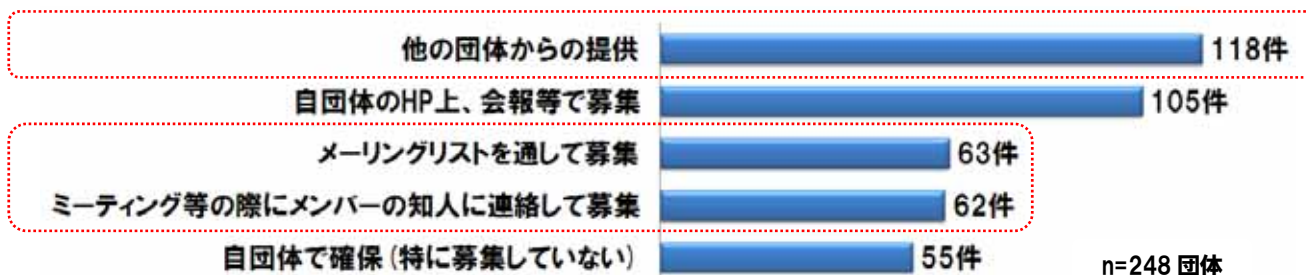 他の団体からの提供 118件
自団体のHP上、会報等で募集 105件
メーリングリストを通して募集 63件
ミーティング等の際にメンバーの知人に連絡して募集 62件
自団体で確保(特に募集していない) 55件
n=248 団体